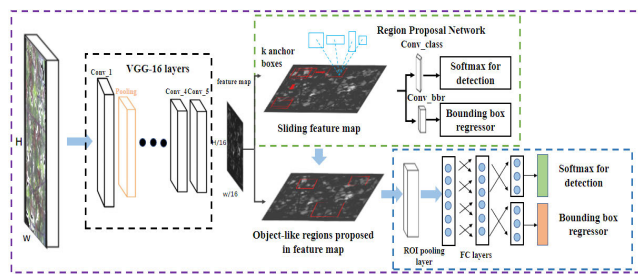 H
W
VGG-16 layers
Conv_1
Pooling
Conv_4
Conv_5
feature map
H/16
w/16
Region Proposal Network
k anchor
boxes
Sliding feature map
Conv_class
Conv_bbr
Softmax for
detection
Bounding box
regressor
Object-like regions proposed
in feature map
ROI pooling
layer
FC layers
Softmax for
detection
Bounding box
regressor